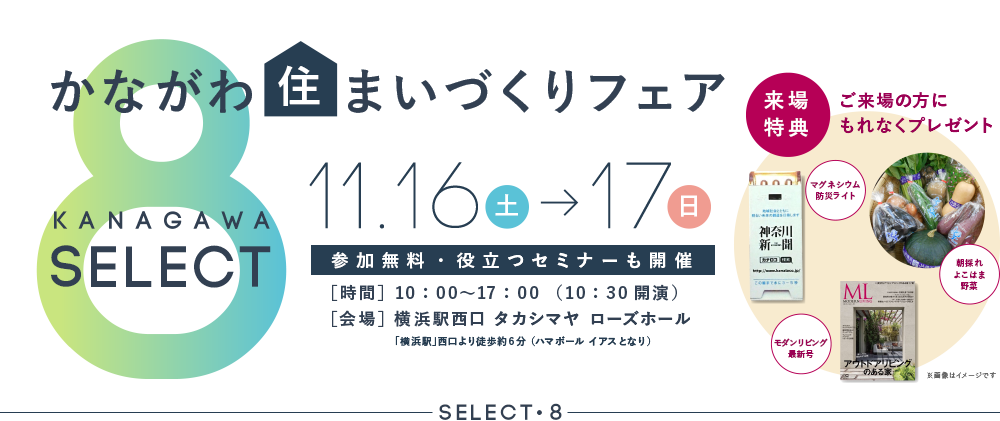 かながわ住まいづくりフェア
8
KANAGAWA
SELECT
11.16土→17日
参加無料・役立つセミナーも開催
[時間] 10：00～17：00 （10：30開演）
[会場] 横浜駅西口 タカシマヤ ローズホール
「横浜駅」西口より徒歩約6分（ハマボール イアスとなり）
来場
特典
ご来場の方に
もれなくプレゼント
マグネシウム
防災ライト
神奈川
新聞
カナロコ
http://www.kanaloco.jp/
朝採れ
よこはま
野菜
ML
アウトドアリビング
のある家
モダンリビング
最新号
※画像はイメージです
SELECT・8